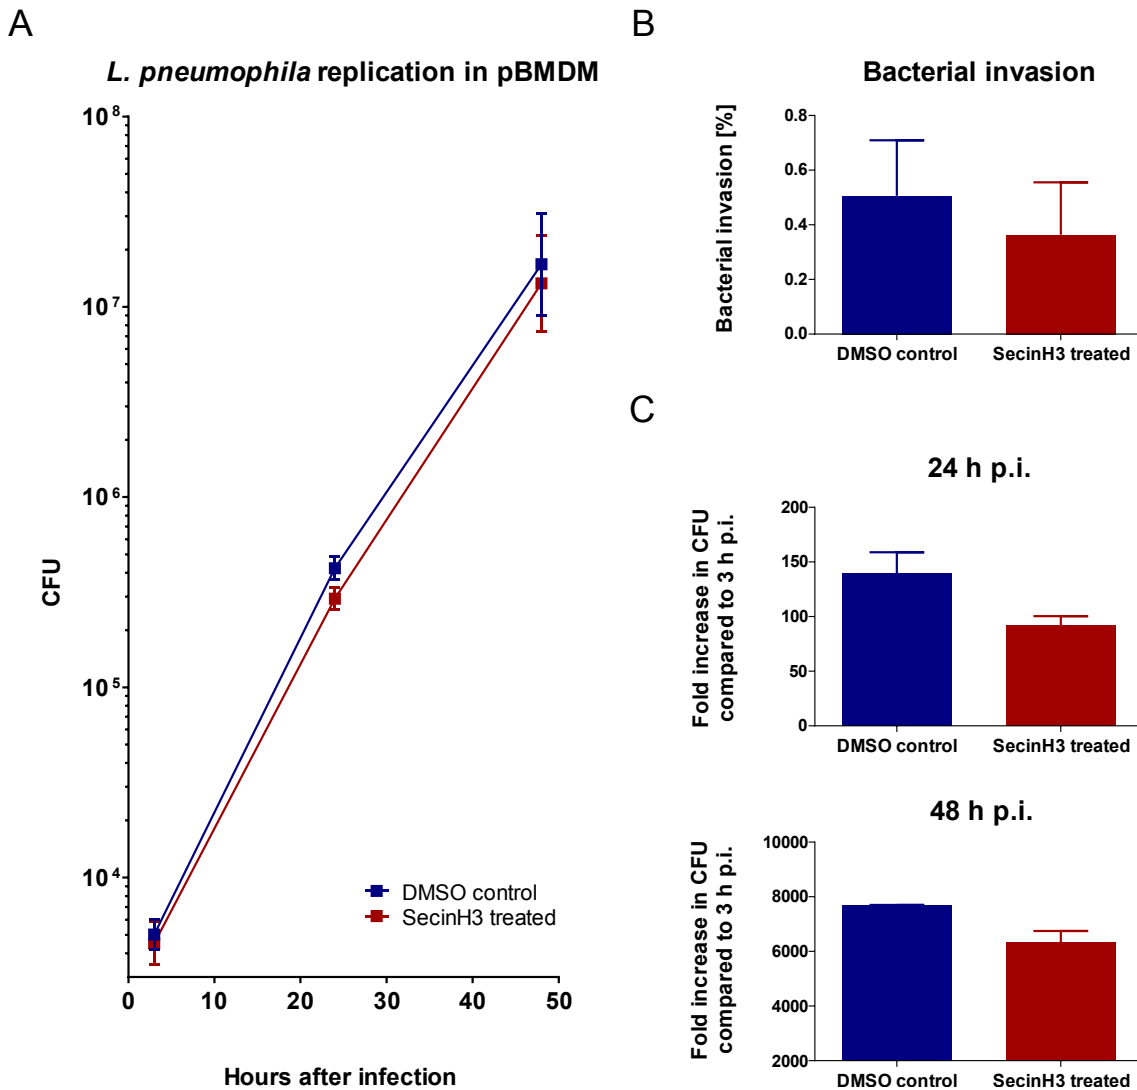 A
L. pneumophila replication in pBMDM
10^8
10^7
10^6
10^5
10^4
CFU
DMSO control
SecinH3 treated
0 10 20 30 40 50
Hours after infection
B
Bacterial invasion
Bacterial invasion [%]
0.8
0.6
0.4
0.2
0.0
DMSO control SecinH3 treated
C
24 h p.i.
Fold increase in CFU
compared to 3 h p.i.
200
150
100
50
0
DMSO control SecinH3 treated
48 h p.i.
Fold increase in CFU
compared to 3 h p.i.
10000
8000
6000
4000
2000
DMSO control SecinH3 treated